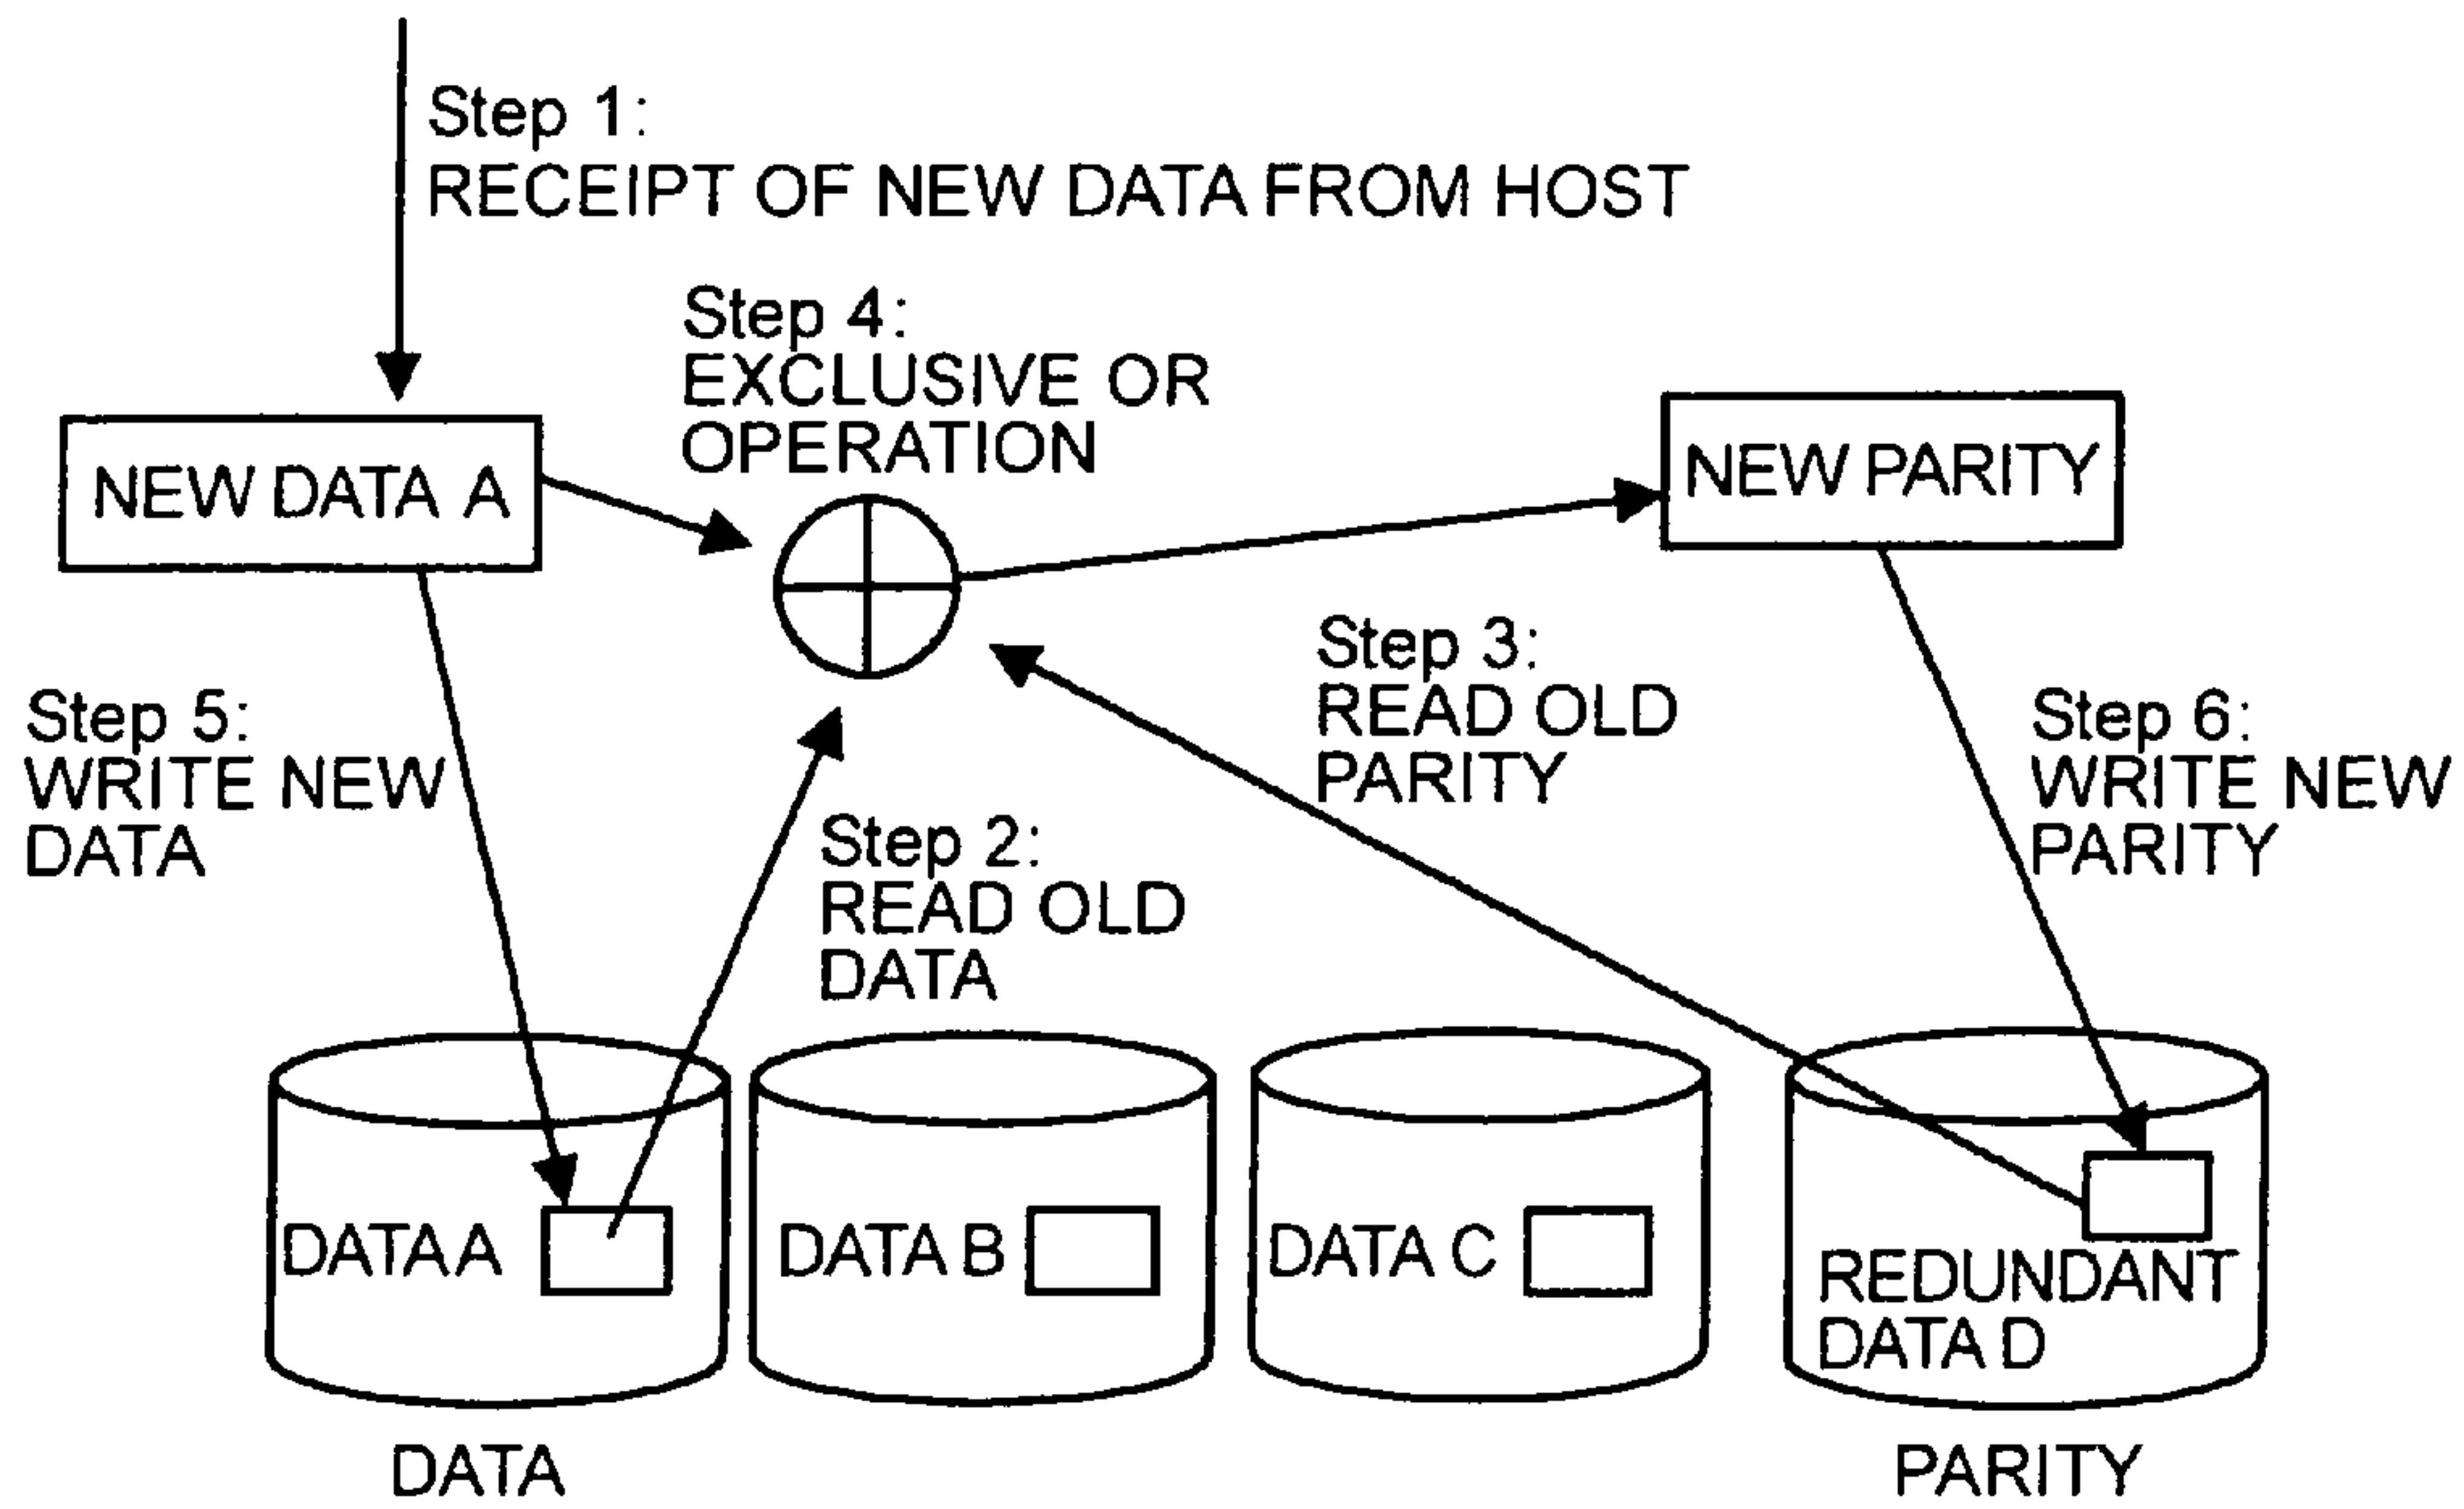 Step 1:
RECEIPT OF NEW DATA FROM HOST
Step 4:
EXCLUSIVE OR
OPERATION
NEW DATA A
NEW PARITY
Step 3:
READ OLD
PARITY
Step 5:
WRITE NEW
DATA
Step 6:
WRITE NEW
PARITY
Step 2:
READ OLD
DATA
DATA A
DATA B
DATA C
REDUNDANT
DATA D
DATA
PARITY